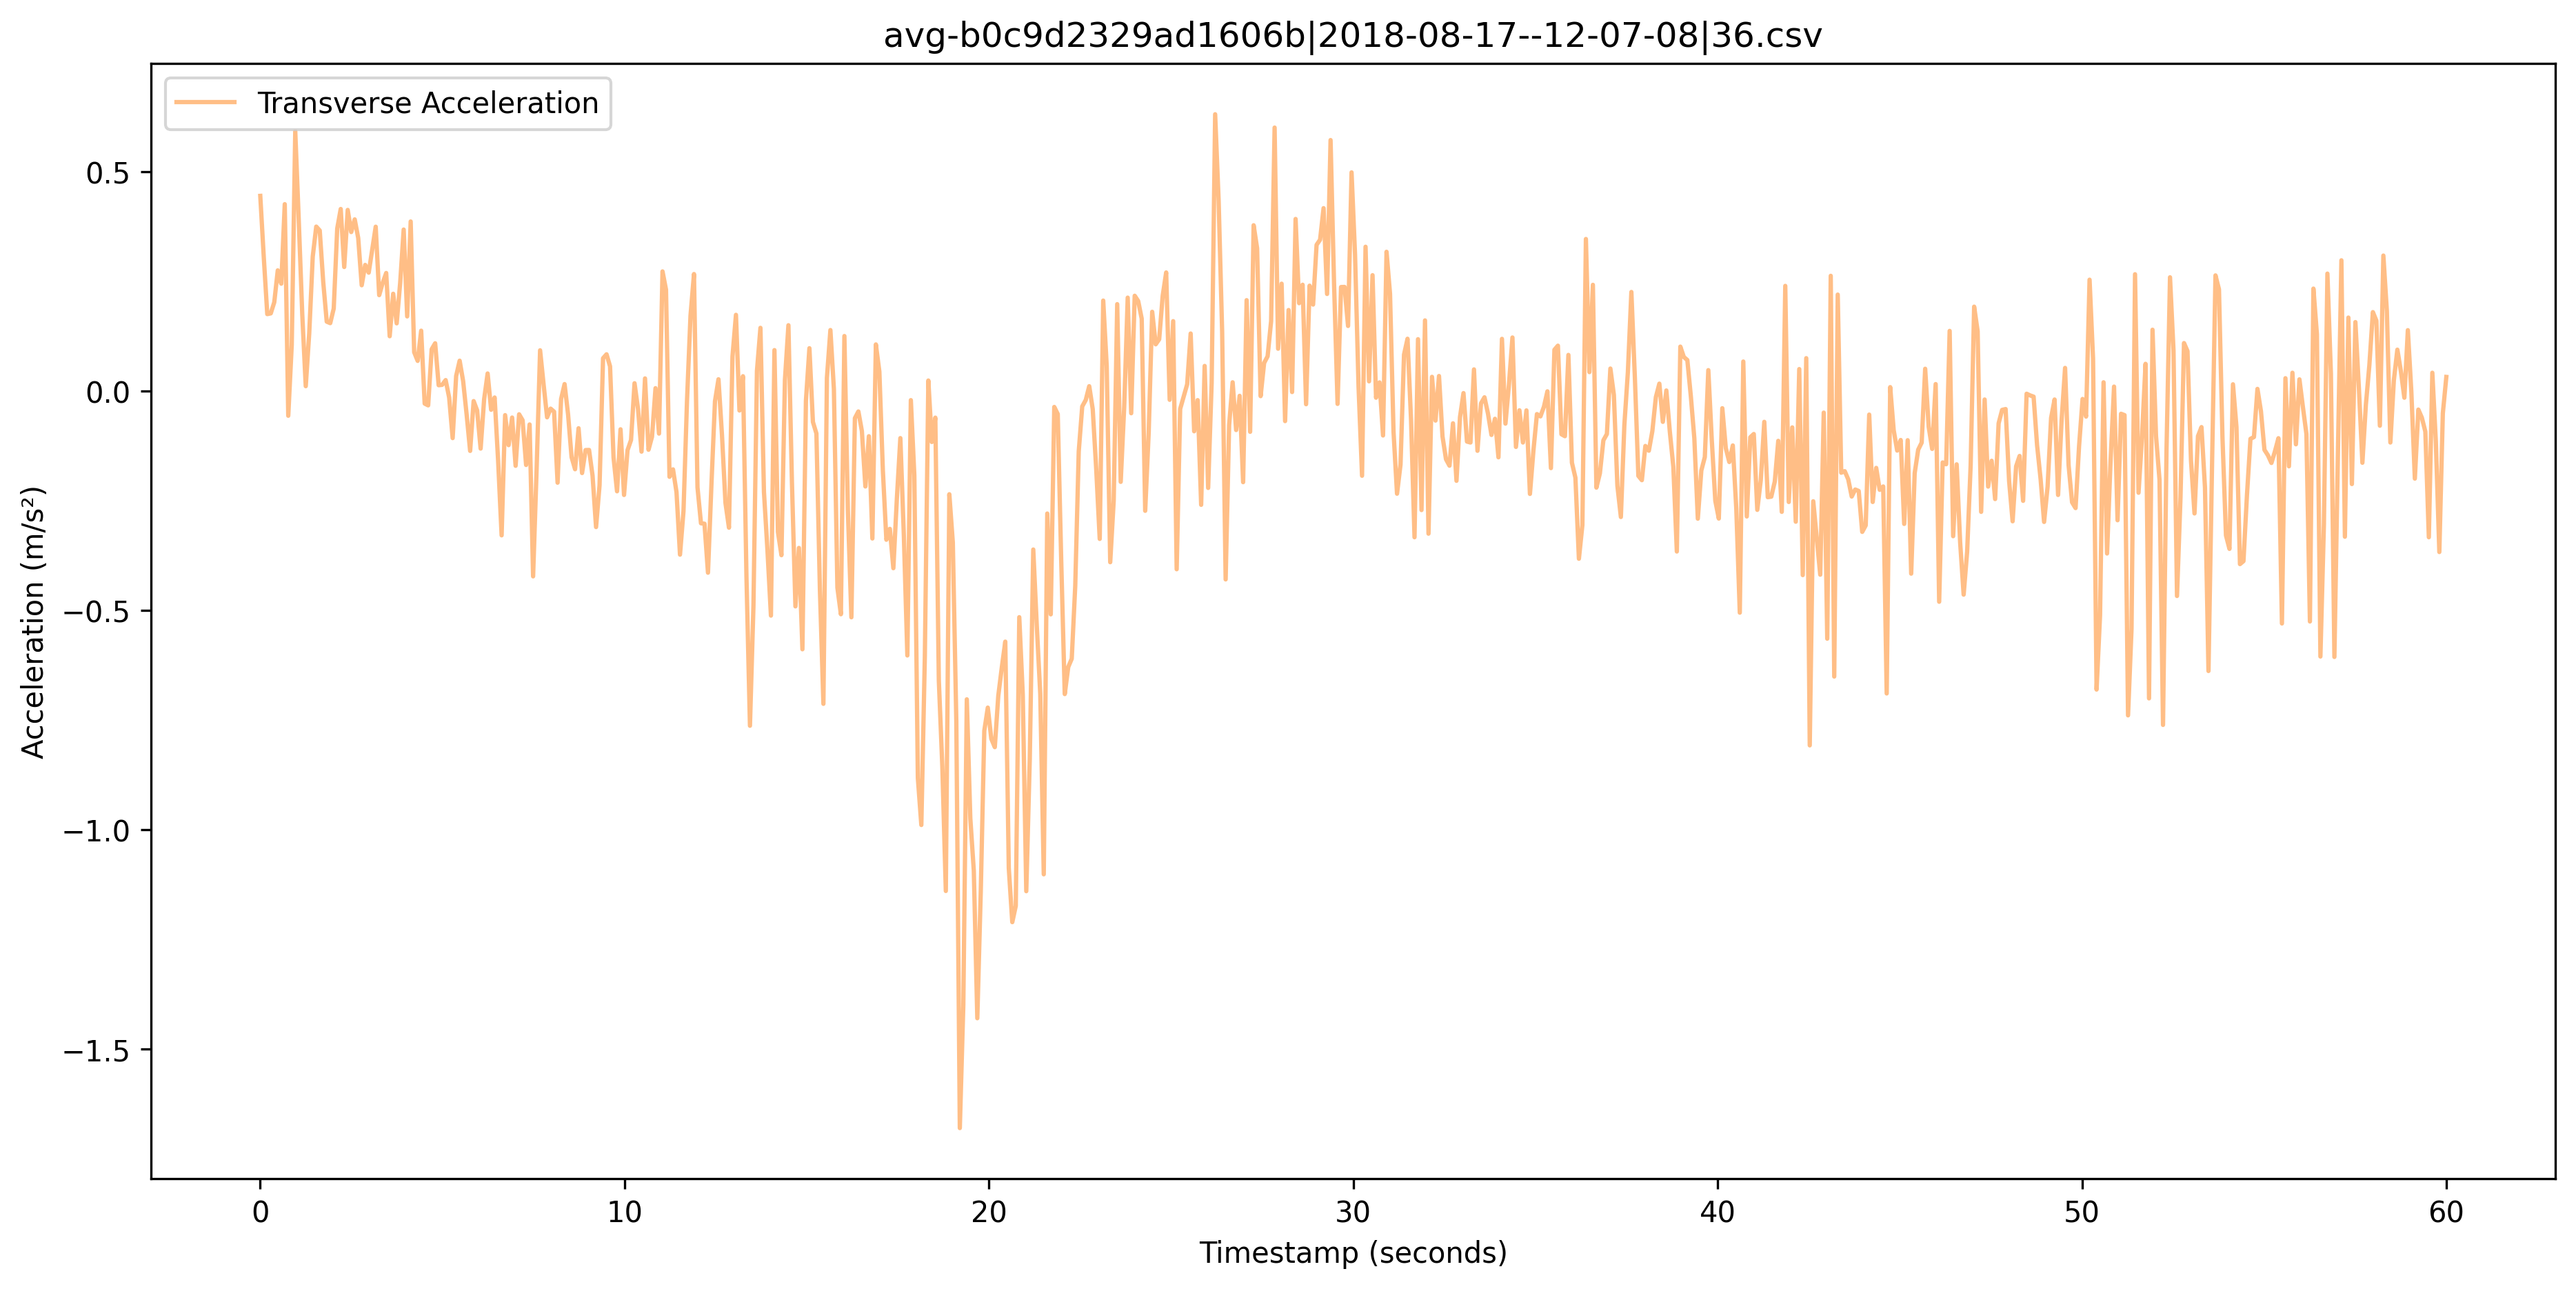 avg-b0c9d2329ad1606b|2018-08-17--12-07-08|36.csv
Transverse Acceleration
Acceleration (m/s²)
0.5
0.0
−0.5
−1.0
−1.5
0 10 20 30 40 50 60
Timestamp (seconds)